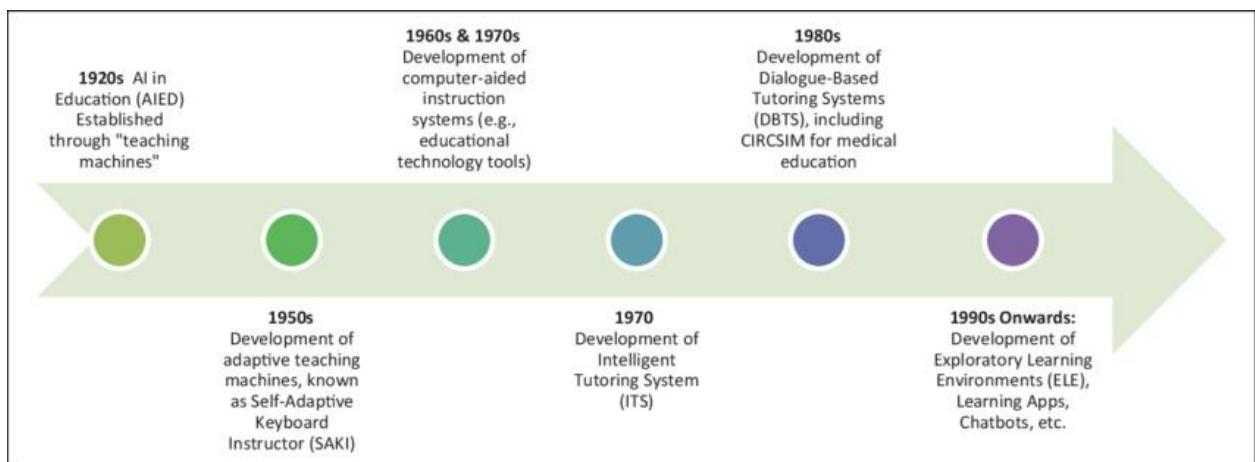 1920s AI in
Education (AIED)
Established
through "teaching
machines"
1950s
Development of
adaptive teaching
machines, known
as Self-Adaptive
Keyboard
Instructor (SAKI)
1960s & 1970s
Development of
computer-aided
instruction
systems (e.g.,
educational
technology tools)
1970
Development of
Intelligent
Tutoring System
(ITS)
1980s
Development of
Dialogue-Based
Tutoring Systems
(DBTS), including
CIRCSIM for medical
education
1990s Onwards:
Development of
Exploratory Learning
Environments (ELE),
Learning Apps,
Chatbots, etc.